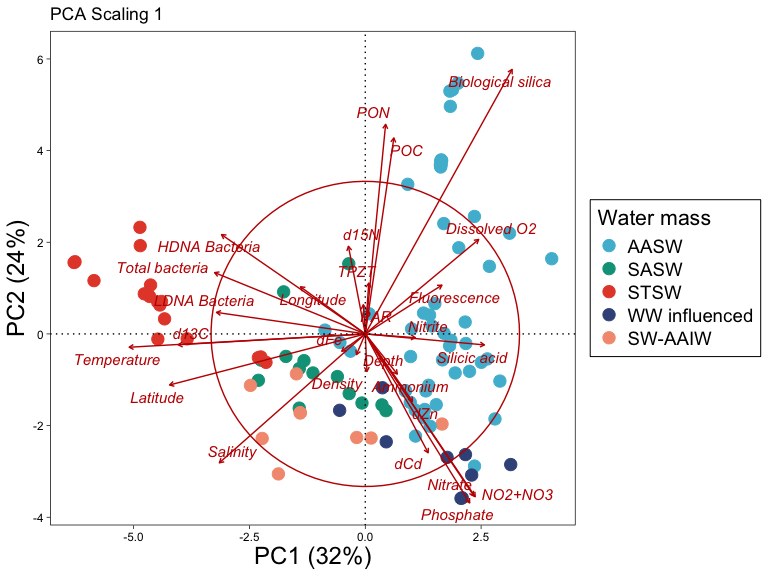 PCA Scaling 1
Biological silica
PON
POC
Dissolved O2
d15N
HDNA Bacteria
Total bacteria
TPZT
LDNA Bacteria
Longitude
Fluorescence
PAR
Nitrite
d13C
dFe
Temperature
Depth
Silicic acid
Density
Ammonium
Latitude
dZn
Salinity
dCd
Nitrate
NO2+NO3
Phosphate
6
4
2
0
-2
-4
-5.0
-2.5
0.0
2.5
PC1 (32%)
PC2 (24%)
Water mass
AASW
SASW
STSW
WW influenced
SW-AAIW